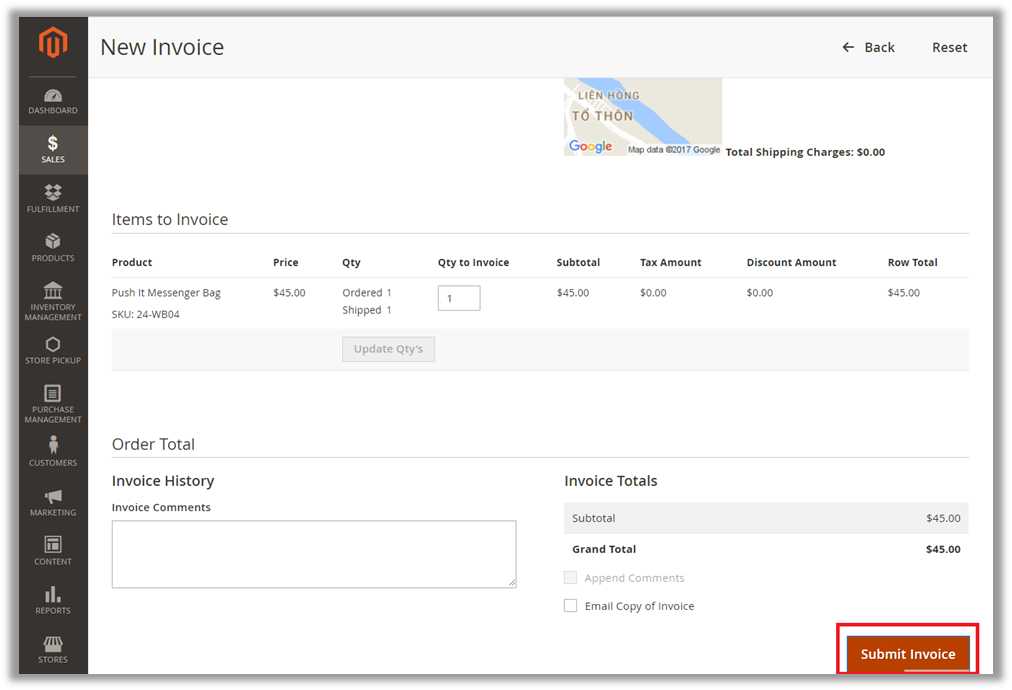 New Invoice
Back
Reset
DASHBOARD
$
SALES
FULFILLMENT
PRODUCTS
INVENTORY
MANAGEMENT
STORE PICKUP
PURCHASE
MANAGEMENT
CUSTOMERS
MARKETING
CONTENT
REPORTS
STORES
LIÊN HỒNG
TỔ THÔN
Google
Map data ©2017 Google
Total Shipping Charges: $0.00
Items to Invoice
Product Price Qty Qty to Invoice Subtotal Tax Amount Discount Amount Row Total
Push It Messenger Bag $45.00 Ordered 1 1 $45.00 $0.00 $0.00 $45.00
SKU: 24-WB04 Shipped 1
Update Qty's
Order Total
Invoice History
Invoice Comments
Invoice Totals
Subtotal $45.00
Grand Total $45.00
Append Comments
Email Copy of Invoice
Submit Invoice